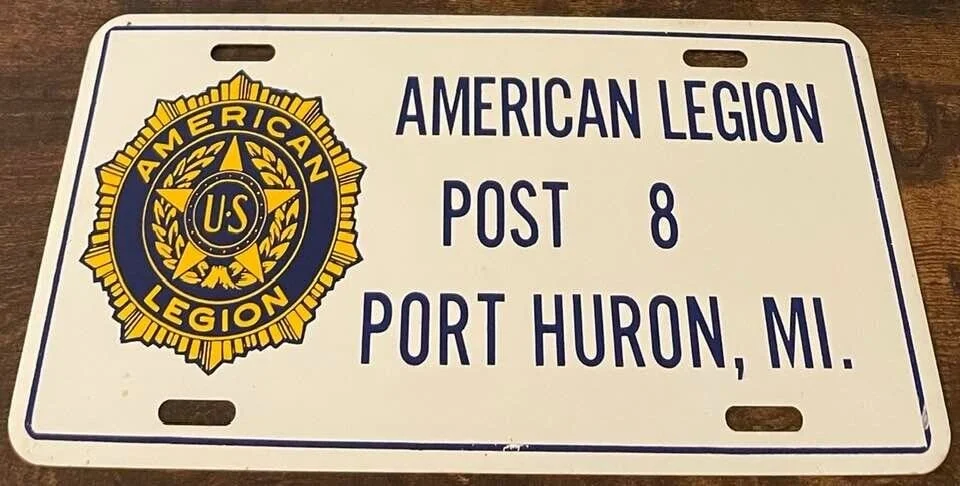 AMERICAN
U·S
LEGION
AMERICAN LEGION
POST 8
PORT HURON, MI.